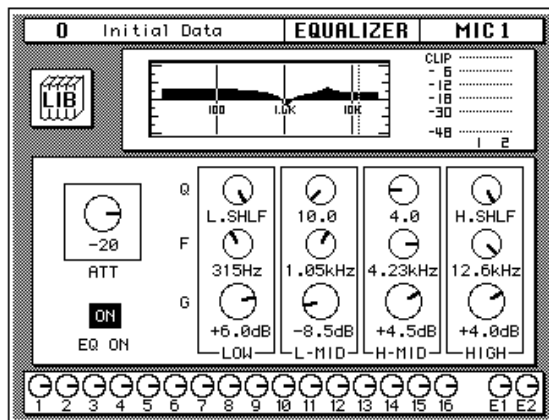 0 Initial Data EQUALIZER MIC 1
LIB
100 1.0K 10K
CLIP
- 6
-12
-18
-30
-48
1 2
Q
L.SHLF 10.0 4.0 H.SHLF
-20
ATT
F
315Hz 1.05kHz 4.23kHz 12.6kHz
ON
EQ ON
G
+6.0dB -8.5dB +4.5dB +4.0dB
LOW L-MID H-MID HIGH
1 2 3 4 5 6 7 8 9 10 11 12 13 14 15 16 E1 E2